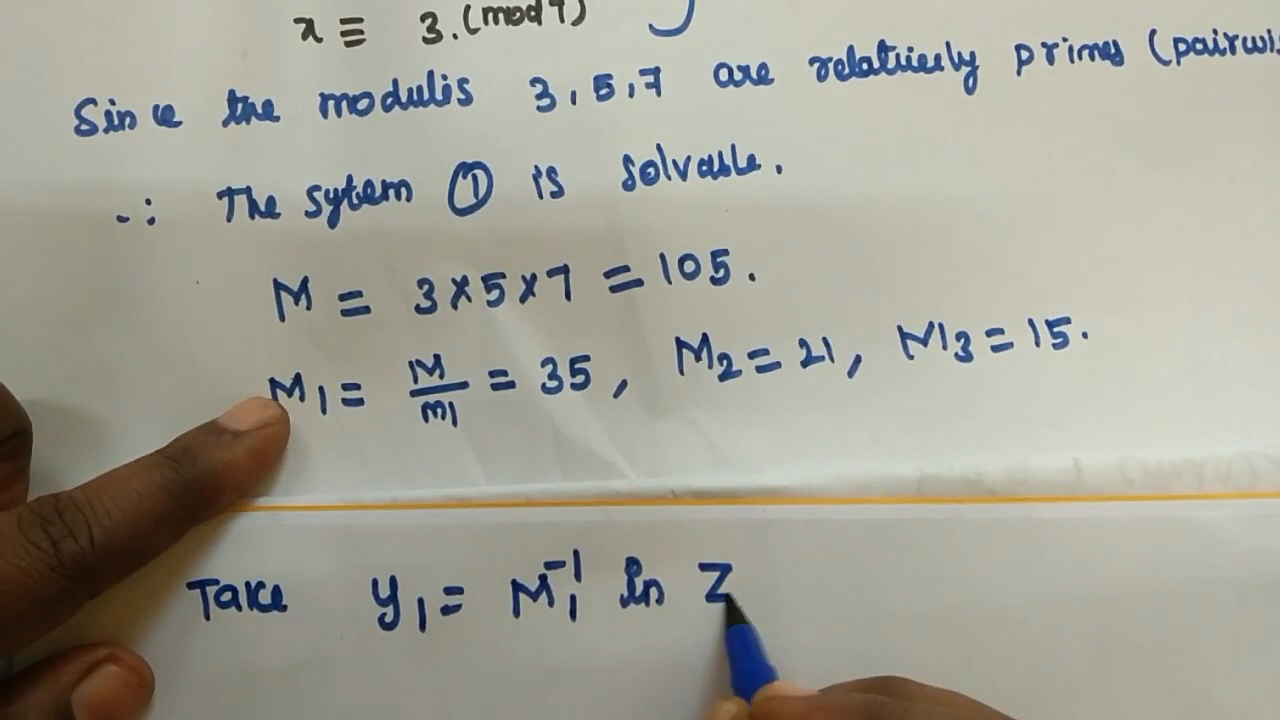 x ≡ 3.(mod 7)
Since the modulis 3,5,7 are relatively primes (pairwi
∴ The sytem ① is solvable.
M = 3×5×7 = 105.
M₁ = M/m₁ = 35, M₂ = 21, M₃ = 15.
Take y₁ = M₁⁻¹ in Z